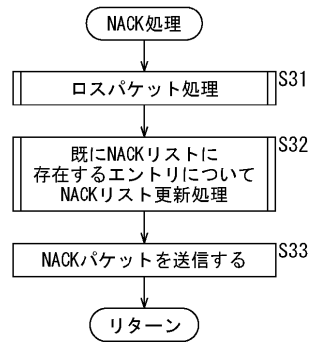 NACK処理
ロスパケット処理
S31
既にNACKリストに
存在するエントリについて
NACKリスト更新処理
S32
NACKパケットを送信する
S33
リターン